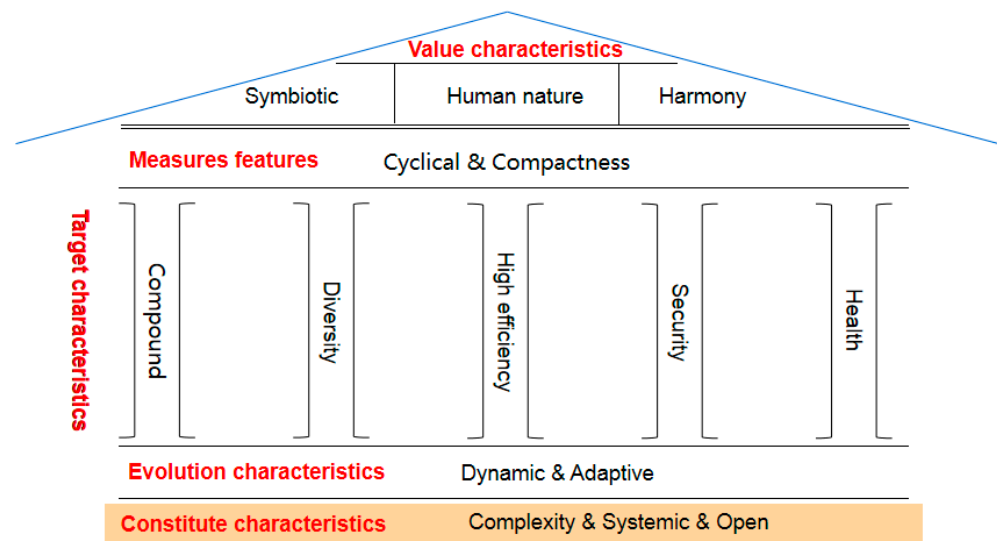 Value characteristics
Symbiotic Human nature Harmony
Measures features Cyclical & Compactness
Target characteristics
Compound
Diversity
High efficiency
Security
Health
Evolution characteristics Dynamic & Adaptive
Constitute characteristics Complexity & Systemic & Open